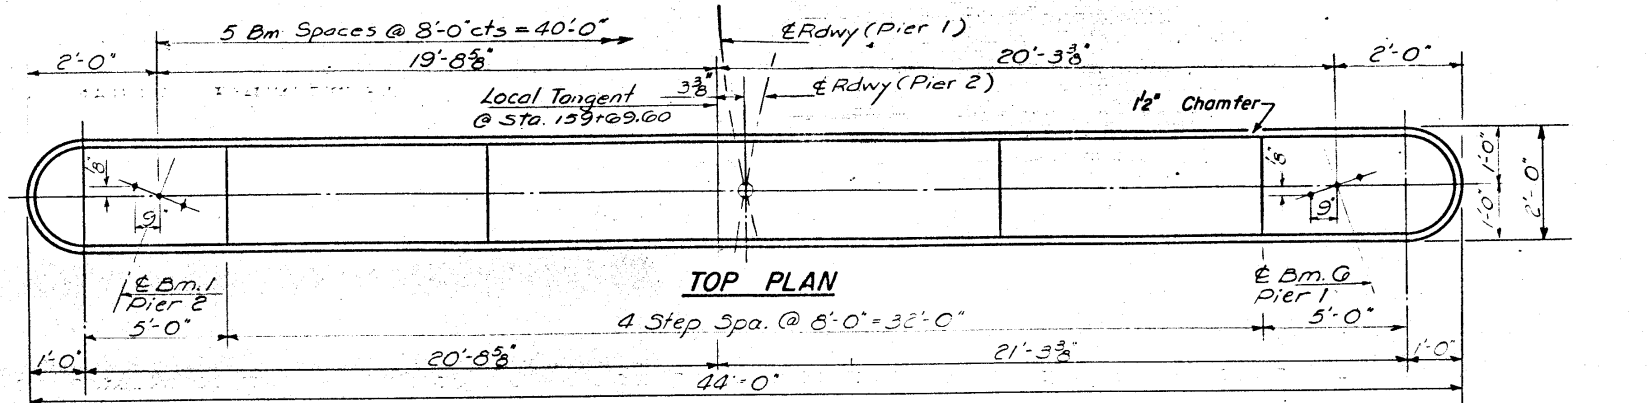 5 Bm Spaces @ 8'-0" cts = 40'-0"
℄ Rdwy (Pier 1)
2'-0"
19'-8⅝"
20'-3⅜"
2'-0"
3⅜"
℄ Rdwy (Pier 2)
Local Tangent
@ Sta. 159+69.60
1½" Chamfer
1'-0"
1'-0"
2'-0"
9"
9"
℄ Bm. 1
Pier 2
TOP PLAN
℄ Bm. 6
Pier 1
5'-0"
4 Step Spa. @ 8'-0" = 32'-0"
5'-0"
1'-0"
20'-8⅝"
21'-3⅜"
1'-0"
44'-0"